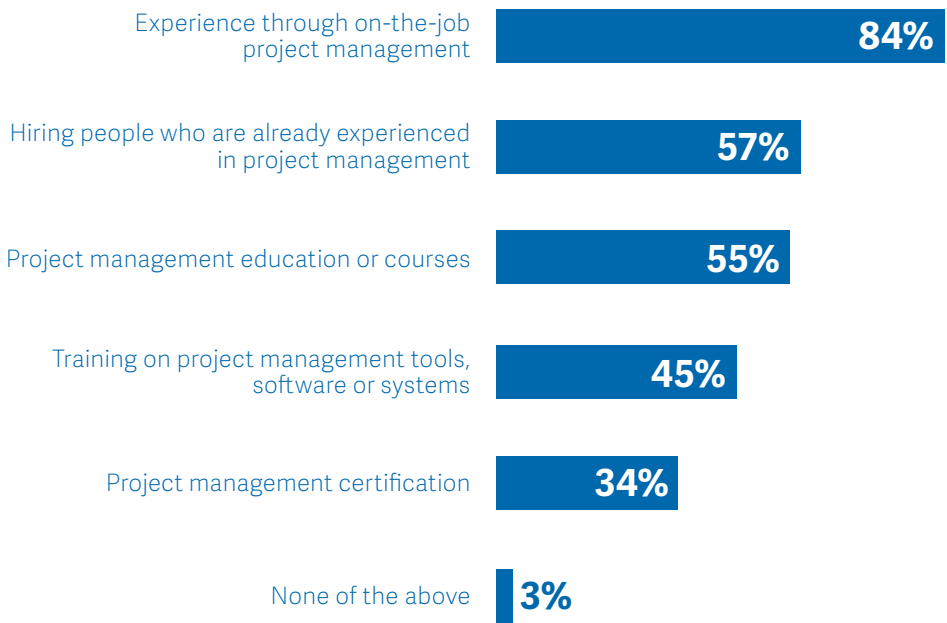 Experience through on-the-job
project management
84%
Hiring people who are already experienced
in project management
57%
Project management education or courses
55%
Training on project management tools,
software or systems
45%
Project management certification
34%
None of the above
3%